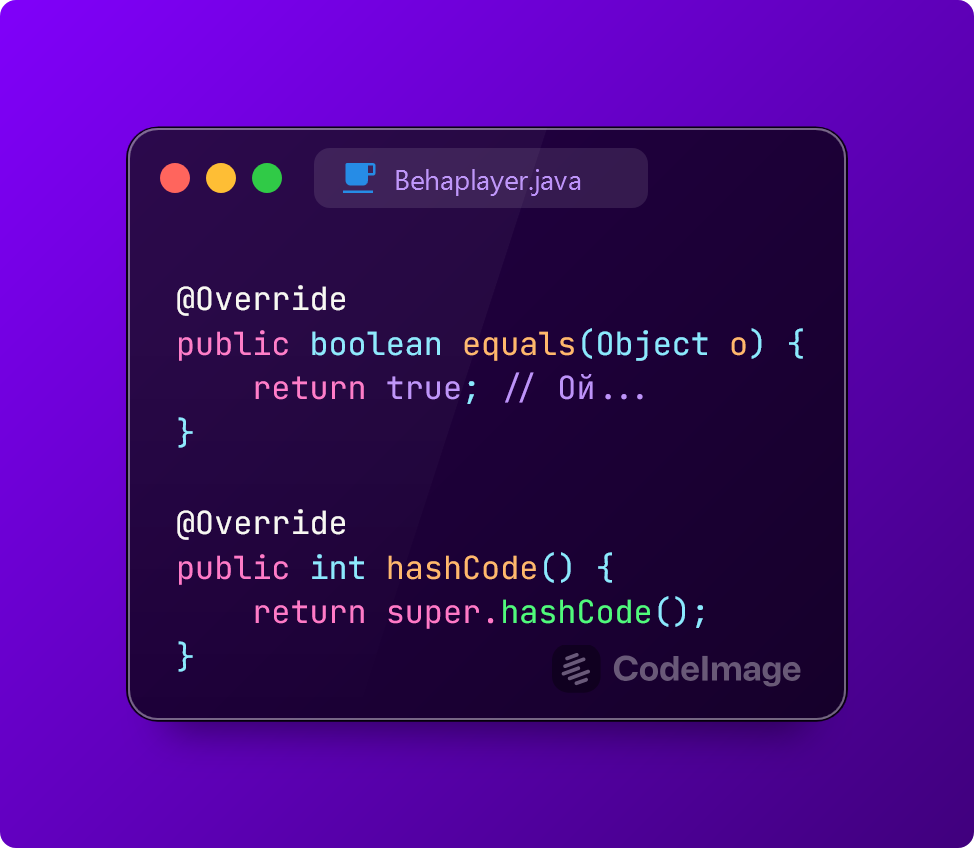 Behaplayer.java
@Override
public boolean equals(Object o) {
    return true; // Ой...
}
@Override
public int hashCode() {
    return super.hashCode();
}
CodeImage